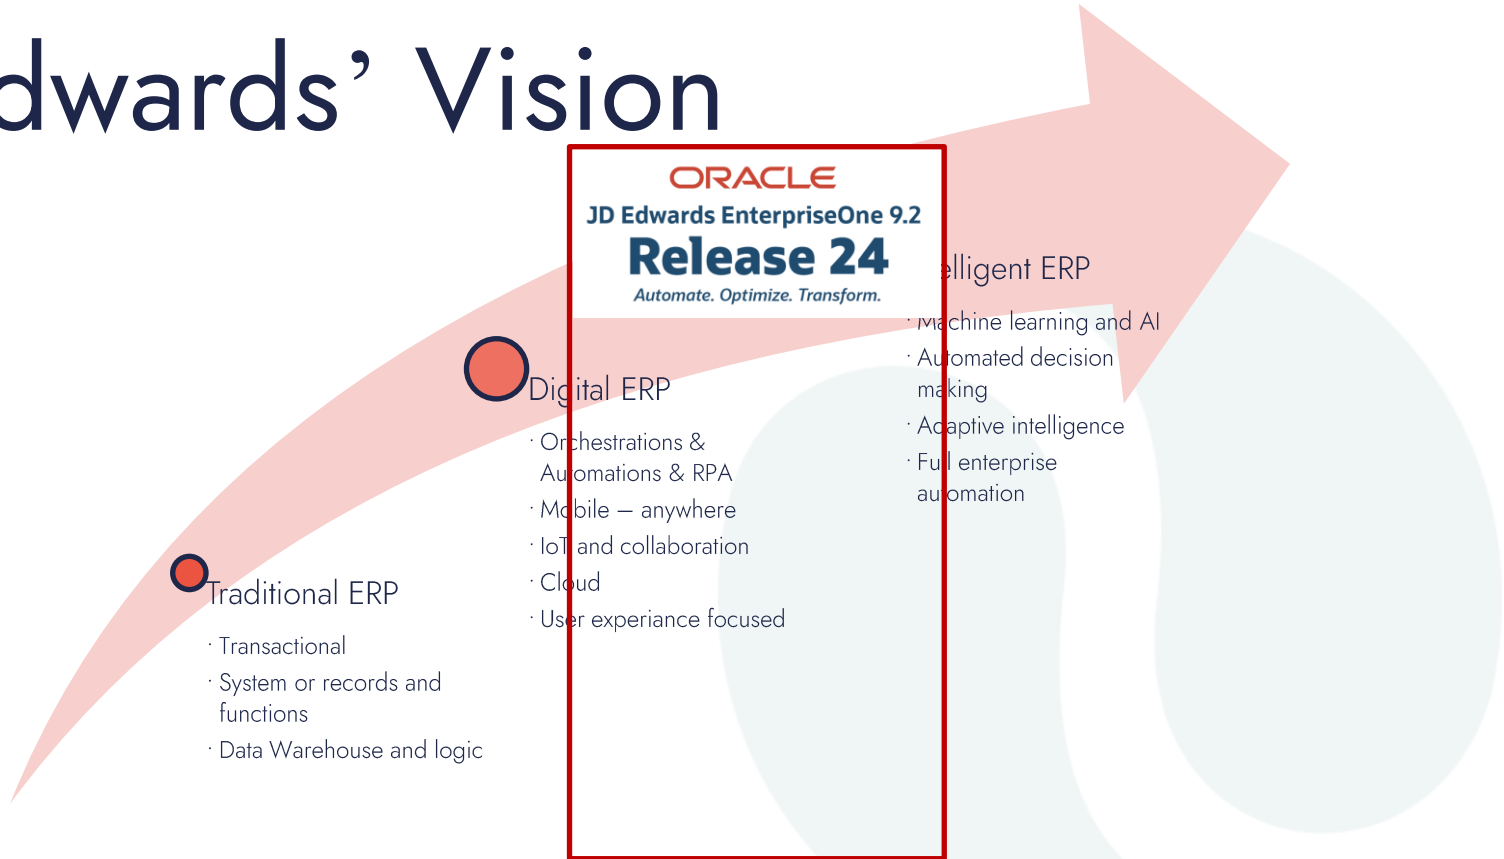 dwards’ Vision
ORACLE
JD Edwards EnterpriseOne 9.2
Release 24
Automate. Optimize. Transform.
elligent ERP
· Machine learning and AI
· Automated decision
making
· Adaptive intelligence
· Full enterprise
automation
Digital ERP
· Orchestrations &
Automations & RPA
· Mobile – anywhere
· IoT and collaboration
· Cloud
· User experiance focused
Traditional ERP
· Transactional
· System or records and
functions
· Data Warehouse and logic